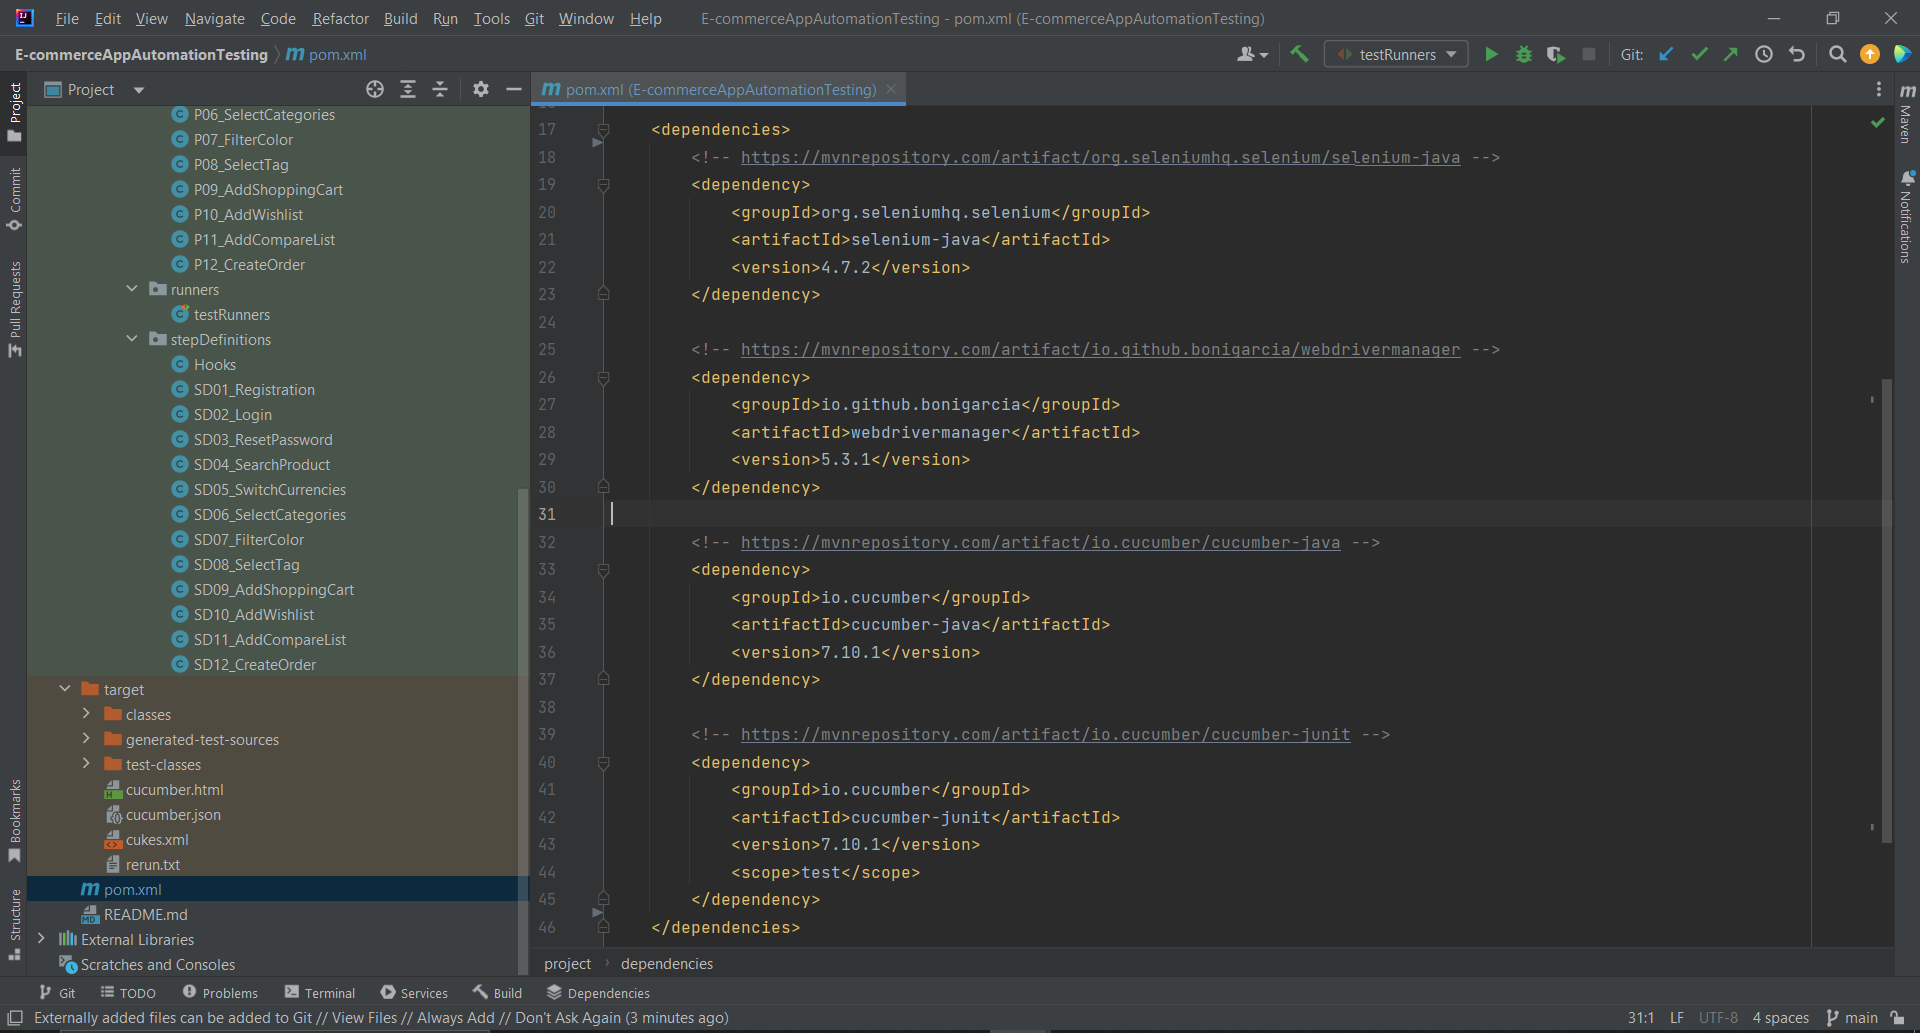 File Edit View Navigate Code Refactor Build Run Tools Git Window Help E-commerceAppAutomationTesting - pom.xml (E-commerceAppAutomationTesting)
E-commerceAppAutomationTesting m pom.xml testRunners Git:
Project
Commit
Pull Requests
Bookmarks
Structure
Project
P06_SelectCategories
P07_FilterColor
P08_SelectTag
P09_AddShoppingCart
P10_AddWishlist
P11_AddCompareList
P12_CreateOrder
runners
testRunners
stepDefinitions
Hooks
SD01_Registration
SD02_Login
SD03_ResetPassword
SD04_SearchProduct
SD05_SwitchCurrencies
SD06_SelectCategories
SD07_FilterColor
SD08_SelectTag
SD09_AddShoppingCart
SD10_AddWishlist
SD11_AddCompareList
SD12_CreateOrder
target
classes
generated-test-sources
test-classes
cucumber.html
cucumber.json
cukes.xml
rerun.txt
m pom.xml
README.md
External Libraries
Scratches and Consoles
m pom.xml (E-commerceAppAutomationTesting)
17 <dependencies>
18 <!-- https://mvnrepository.com/artifact/org.seleniumhq.selenium/selenium-java -->
19 <dependency>
20 <groupId>org.seleniumhq.selenium</groupId>
21 <artifactId>selenium-java</artifactId>
22 <version>4.7.2</version>
23 </dependency>
24
25 <!-- https://mvnrepository.com/artifact/io.github.bonigarcia/webdrivermanager -->
26 <dependency>
27 <groupId>io.github.bonigarcia</groupId>
28 <artifactId>webdrivermanager</artifactId>
29 <version>5.3.1</version>
30 </dependency>
31
32 <!-- https://mvnrepository.com/artifact/io.cucumber/cucumber-java -->
33 <dependency>
34 <groupId>io.cucumber</groupId>
35 <artifactId>cucumber-java</artifactId>
36 <version>7.10.1</version>
37 </dependency>
38
39 <!-- https://mvnrepository.com/artifact/io.cucumber/cucumber-junit -->
40 <dependency>
41 <groupId>io.cucumber</groupId>
42 <artifactId>cucumber-junit</artifactId>
43 <version>7.10.1</version>
44 <scope>test</scope>
45 </dependency>
46 </dependencies>
project › dependencies
m Maven
Notifications
Git TODO Problems Terminal Services Build Dependencies
Externally added files can be added to Git // View Files // Always Add // Don't Ask Again (3 minutes ago) 31:1 LF UTF-8 4 spaces main